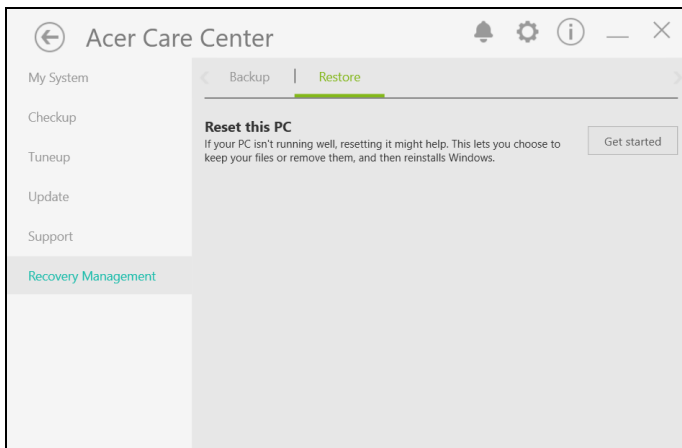 Acer Care Center
My System
Checkup
Tuneup
Update
Support
Recovery Management
Backup
Restore
Reset this PC
If your PC isn't running well, resetting it might help. This lets you choose to
keep your files or remove them, and then reinstalls Windows.
Get started